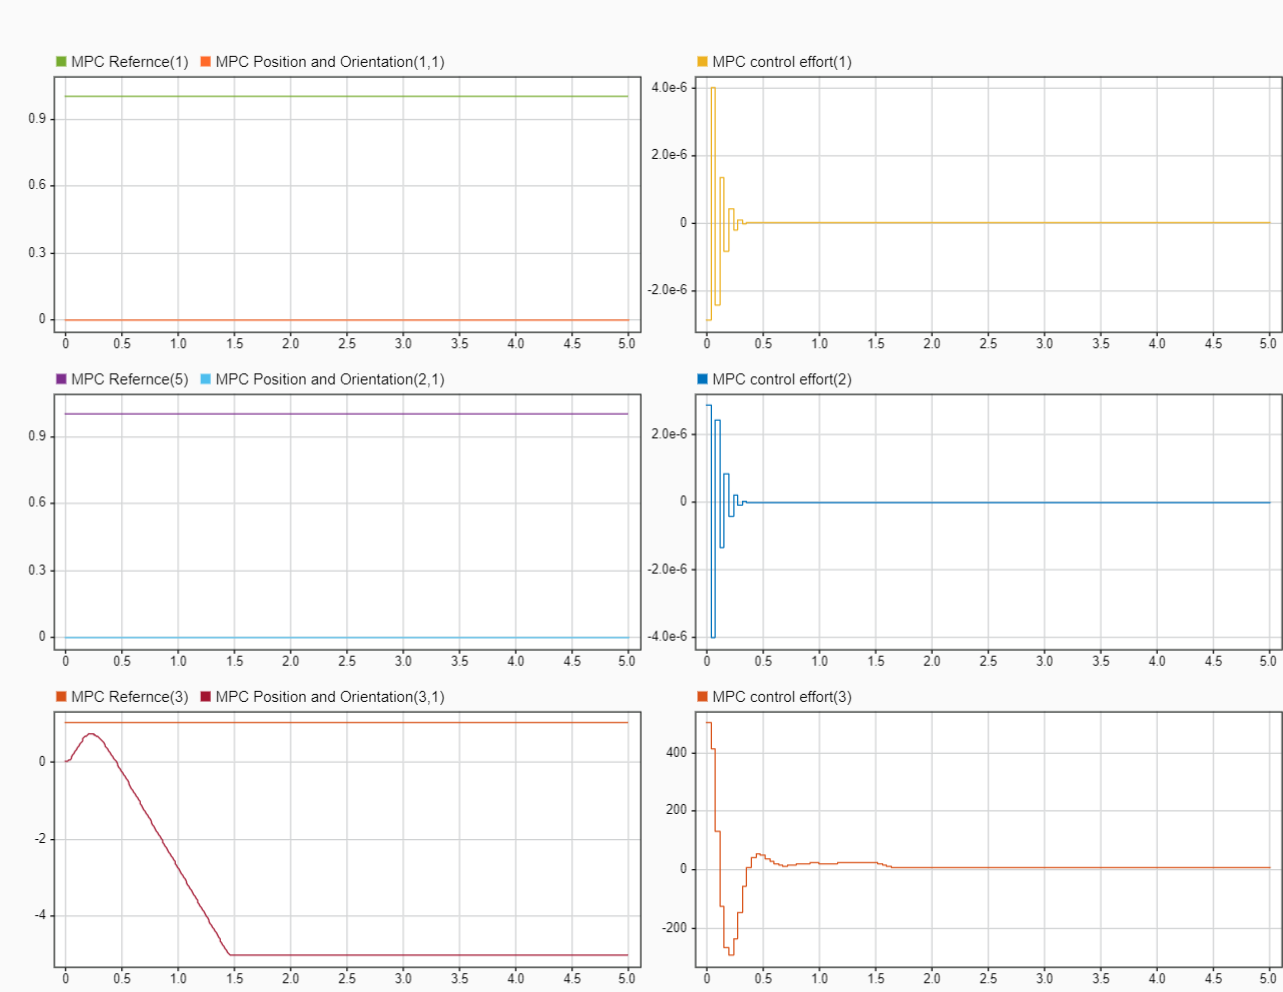 MPC Refernce(1) MPC Position and Orientation(1,1)
0.9
0.6
0.3
0
0 0.5 1.0 1.5 2.0 2.5 3.0 3.5 4.0 4.5 5.0
MPC control effort(1)
4.0e-6
2.0e-6
0
-2.0e-6
0 0.5 1.0 1.5 2.0 2.5 3.0 3.5 4.0 4.5 5.0
MPC Refernce(5) MPC Position and Orientation(2,1)
0.9
0.6
0.3
0
0 0.5 1.0 1.5 2.0 2.5 3.0 3.5 4.0 4.5 5.0
MPC control effort(2)
2.0e-6
0
-2.0e-6
-4.0e-6
0 0.5 1.0 1.5 2.0 2.5 3.0 3.5 4.0 4.5 5.0
MPC Refernce(3) MPC Position and Orientation(3,1)
0
-2
-4
0 0.5 1.0 1.5 2.0 2.5 3.0 3.5 4.0 4.5 5.0
MPC control effort(3)
400
200
0
-200
0 0.5 1.0 1.5 2.0 2.5 3.0 3.5 4.0 4.5 5.0